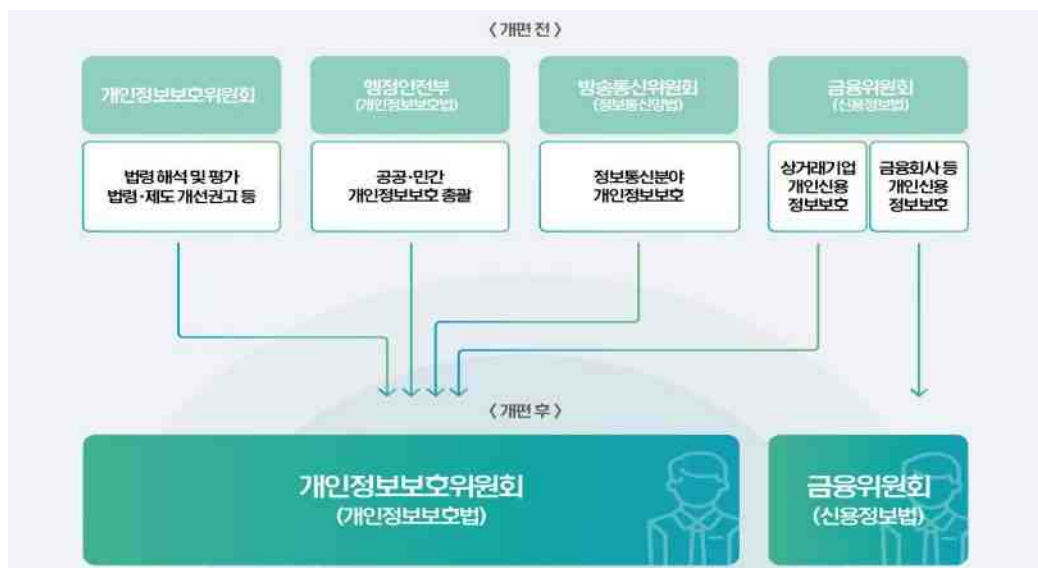 〈 개편 전 〉
개인정보보호위원회
행정안전부
(개인정보보호법)
방송통신위원회
(정보통신망법)
금융위원회
(신용정보법)
법령 해석 및 평가
법령·제도 개선권고 등
공공·민간
개인정보보호 총괄
정보통신분야
개인정보보호
상거래기업
개인신용
정보보호
금융회사 등
개인신용
정보보호
〈 개편 후 〉
개인정보보호위원회
(개인정보보호법)
금융위원회
(신용정보법)